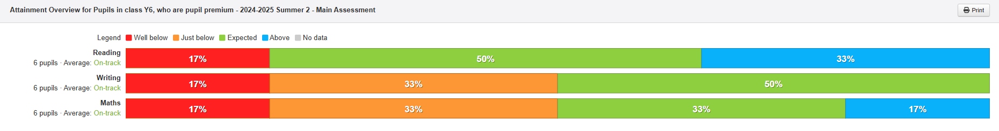 Attainment Overview for Pupils in class Y6, who are pupil premium - 2024-2025 Summer 2 - Main Assessment
Print
Legend Well below Just below Expected Above No data
Reading
6 pupils · Average: On-track
17% 50% 33%
Writing
6 pupils · Average: On-track
17% 33% 50%
Maths
6 pupils · Average: On-track
17% 33% 33% 17%